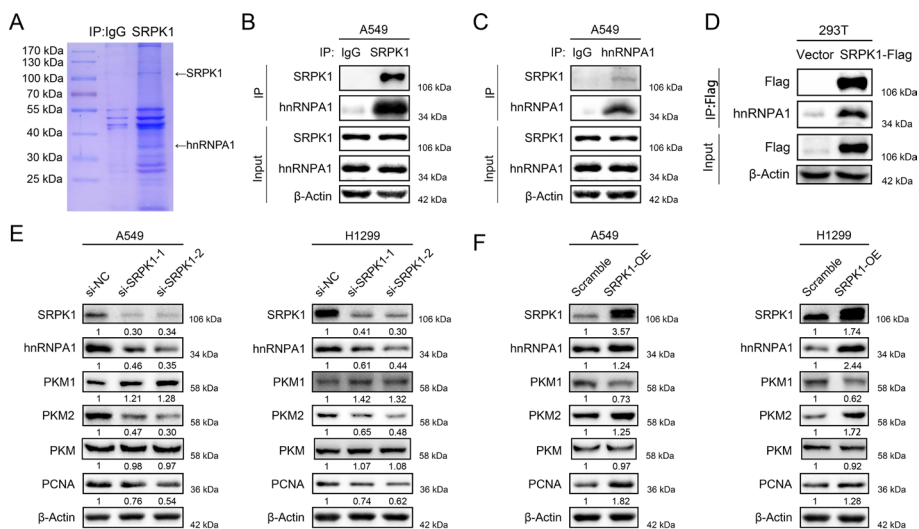 A
IP:IgG SRPK1
170 kDa
130 kDa
100 kDa
70 kDa
55 kDa
40 kDa
30 kDa
25 kDa
←SRPK1
←hnRNPA1
B
A549
IP: IgG SRPK1
IP
SRPK1
106 kDa
hnRNPA1
34 kDa
Input
SRPK1
106 kDa
hnRNPA1
34 kDa
β-Actin
42 kDa
C
A549
IP: IgG hnRNPA1
IP
SRPK1
106 kDa
hnRNPA1
34 kDa
Input
SRPK1
106 kDa
hnRNPA1
34 kDa
β-Actin
42 kDa
D
293T
Vector SRPK1-Flag
IP:Flag
Flag
106 kDa
hnRNPA1
34 kDa
Input
Flag
106 kDa
β-Actin
42 kDa
E
A549
si-NC si-SRPK1-1 si-SRPK1-2
SRPK1
106 kDa
1 0.30 0.34
hnRNPA1
34 kDa
1 0.46 0.35
PKM1
58 kDa
1 1.21 1.28
PKM2
58 kDa
1 0.47 0.30
PKM
58 kDa
1 0.98 0.97
PCNA
36 kDa
1 0.76 0.54
β-Actin
42 kDa
H1299
si-NC si-SRPK1-1 si-SRPK1-2
SRPK1
106 kDa
1 0.41 0.30
hnRNPA1
34 kDa
1 0.61 0.44
PKM1
58 kDa
1 1.42 1.32
PKM2
58 kDa
1 0.65 0.48
PKM
58 kDa
1 1.07 1.08
PCNA
36 kDa
1 0.74 0.62
β-Actin
42 kDa
F
A549
Scramble SRPK1-OE
SRPK1
106 kDa
1 3.57
hnRNPA1
34 kDa
1 1.24
PKM1
58 kDa
1 0.73
PKM2
58 kDa
1 1.25
PKM
58 kDa
1 0.97
PCNA
36 kDa
1 1.82
β-Actin
42 kDa
H1299
Scramble SRPK1-OE
SRPK1
106 kDa
1 1.74
hnRNPA1
34 kDa
1 2.44
PKM1
58 kDa
1 0.62
PKM2
58 kDa
1 1.72
PKM
58 kDa
1 0.92
PCNA
36 kDa
1 1.28
β-Actin
42 kDa